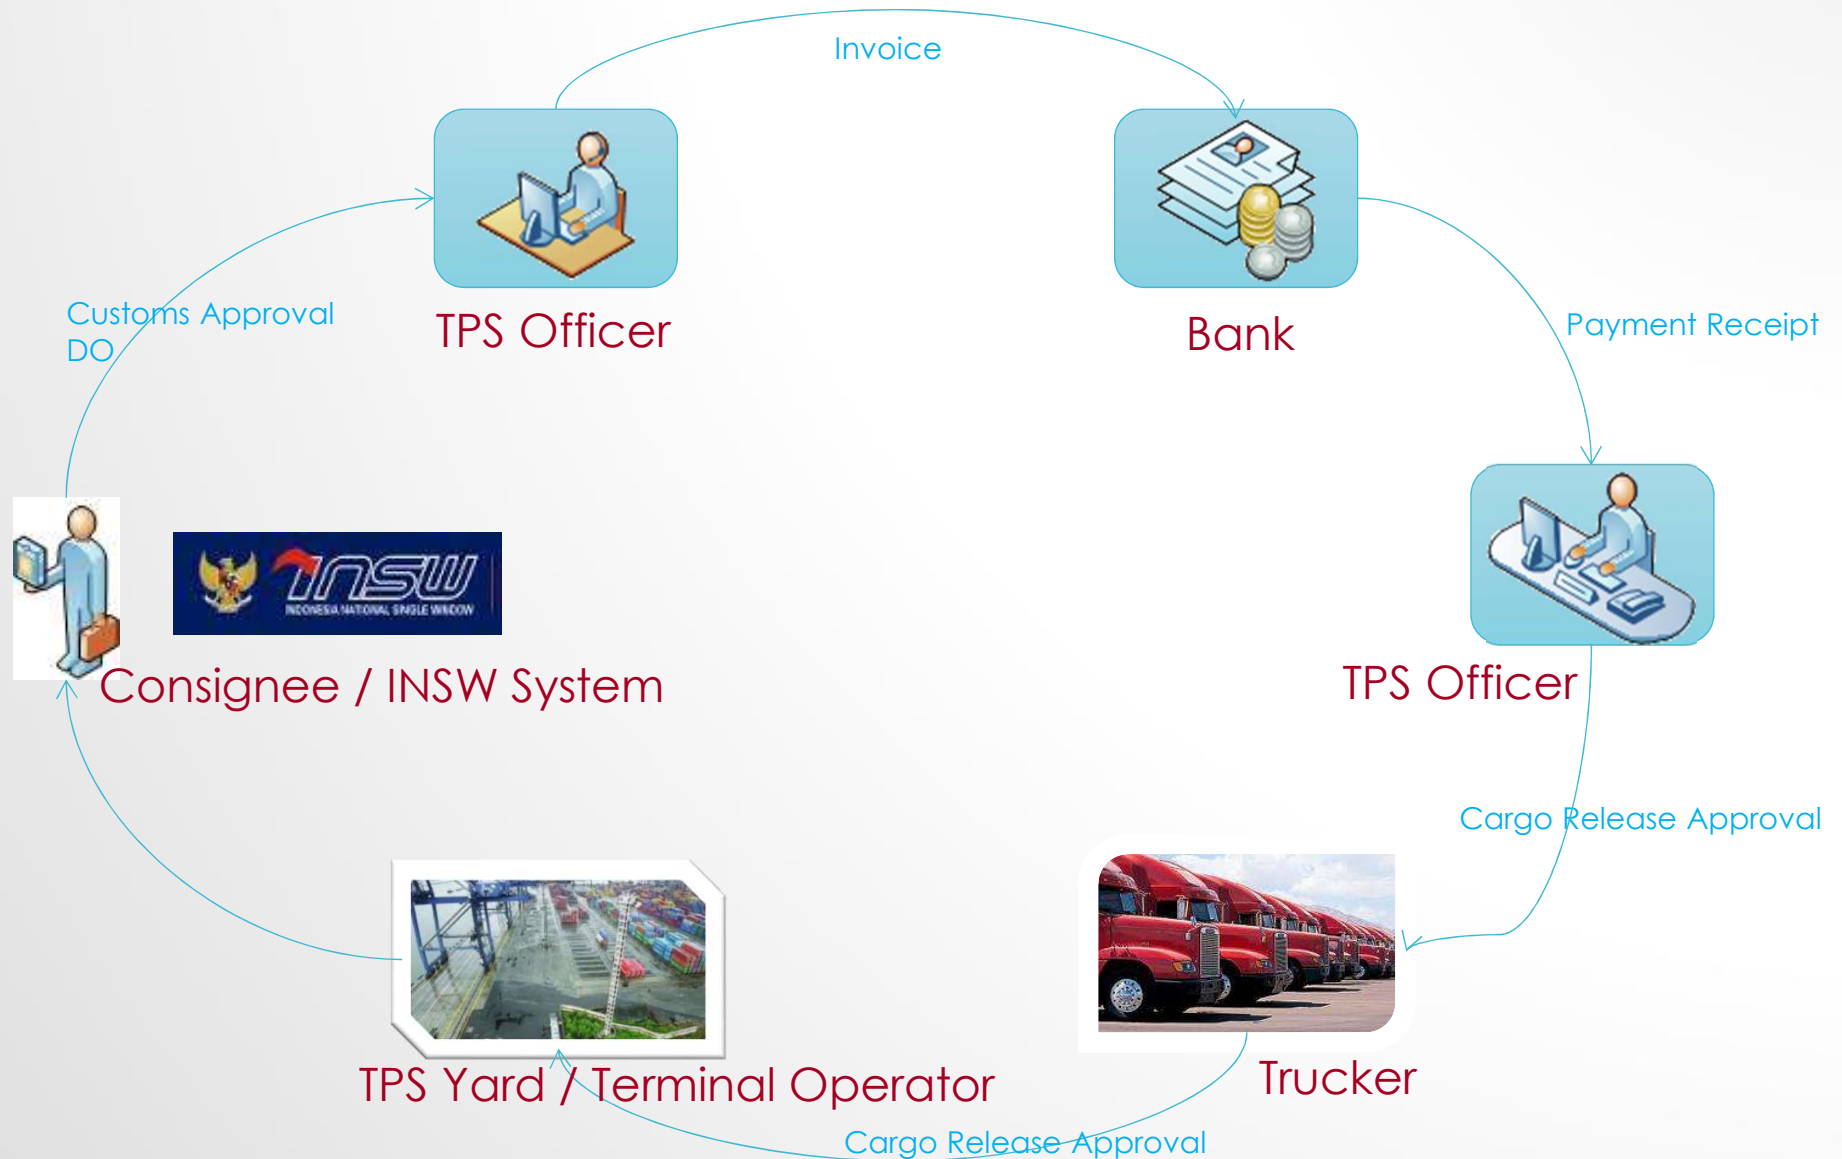 Invoice
Customs Approval
DO
TPS Officer
Bank
Payment Receipt
INSW
INDONESIA NATIONAL SINGLE WINDOW
Consignee / INSW System
TPS Officer
Cargo Release Approval
TPS Yard / Terminal Operator
Trucker
Cargo Release Approval